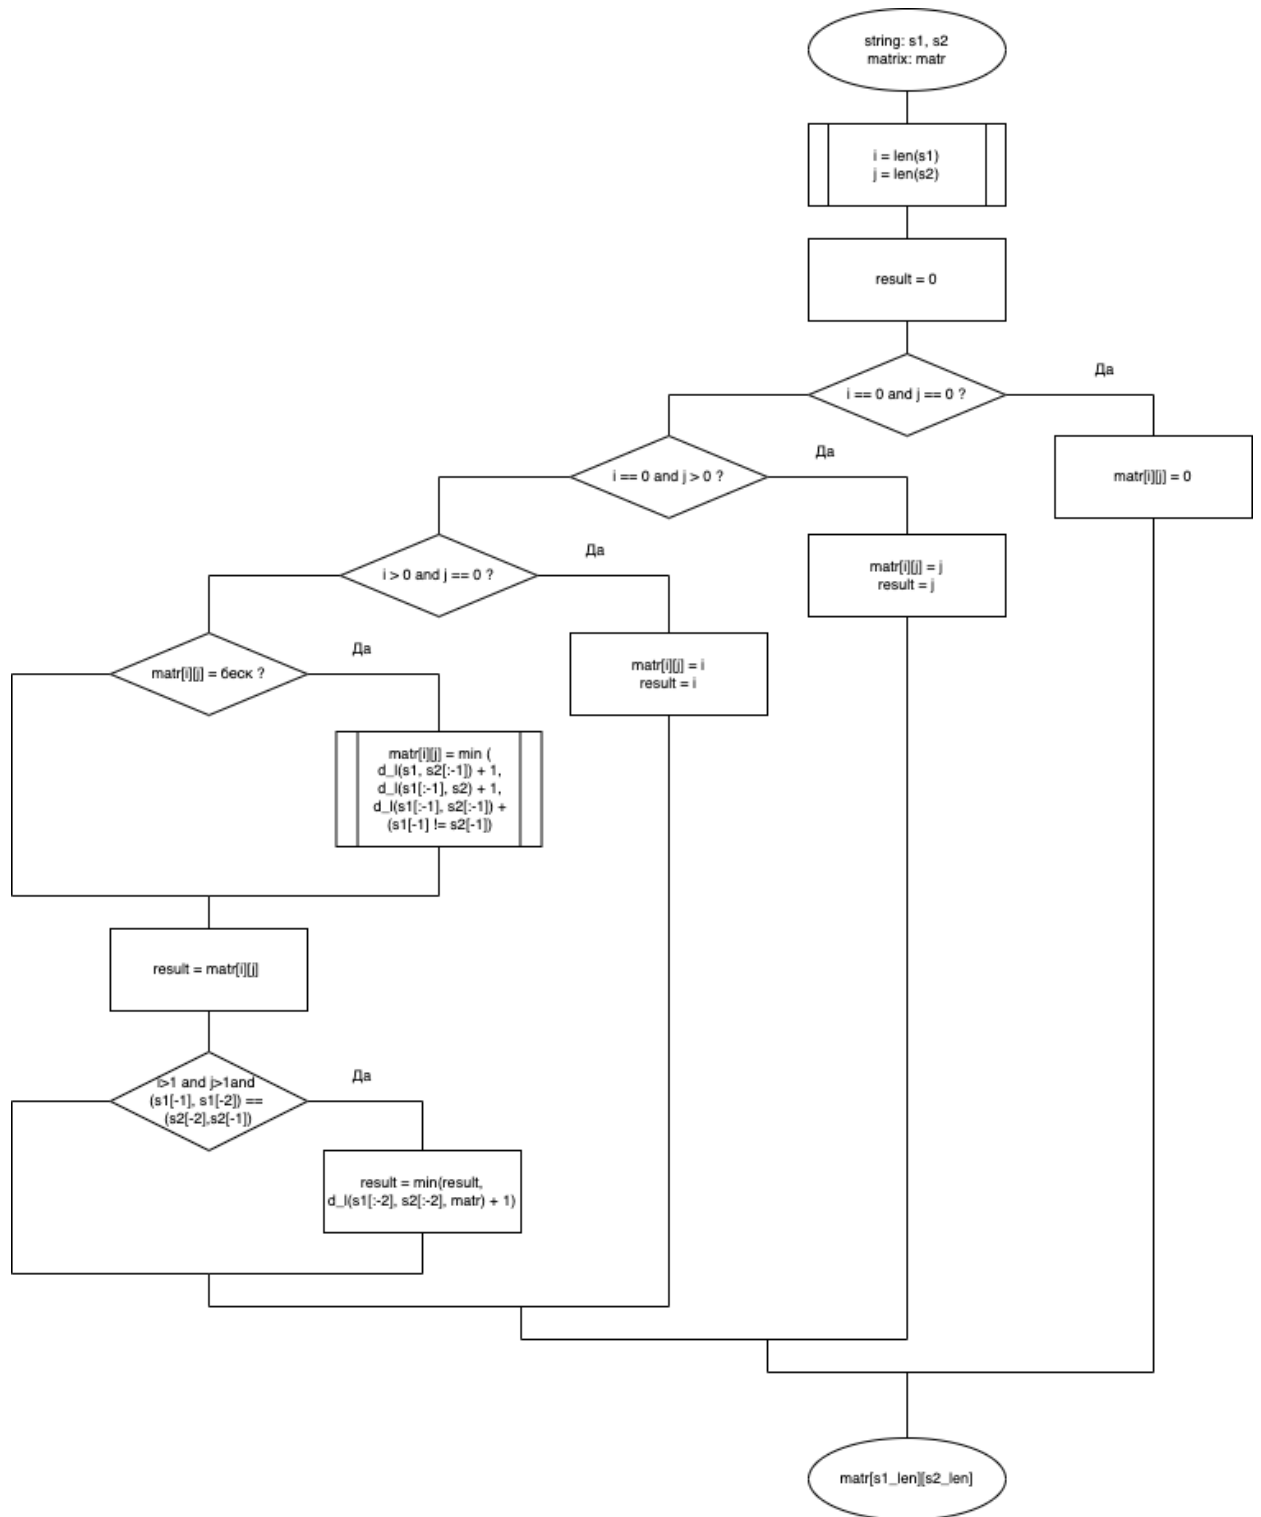 string: s1, s2
matrix: matr
i = len(s1)
j = len(s2)
result = 0
i == 0 and j == 0 ?
Да
matr[i][j] = 0
i == 0 and j > 0 ?
Да
matr[i][j] = j
result = j
i > 0 and j == 0 ?
Да
matr[i][j] = i
result = i
matr[i][j] = беск ?
Да
matr[i][j] = min (
d_l(s1, s2[:-1]) + 1,
d_l(s1[:-1], s2) + 1,
d_l(s1[:-1], s2[:-1]) +
(s1[-1] != s2[-1])
result = matr[i][j]
i>1 and j>1and
(s1[-1], s1[-2]) ==
(s2[-2],s2[-1])
Да
result = min(result,
d_l(s1[:-2], s2[:-2], matr) + 1)
matr[s1_len][s2_len]